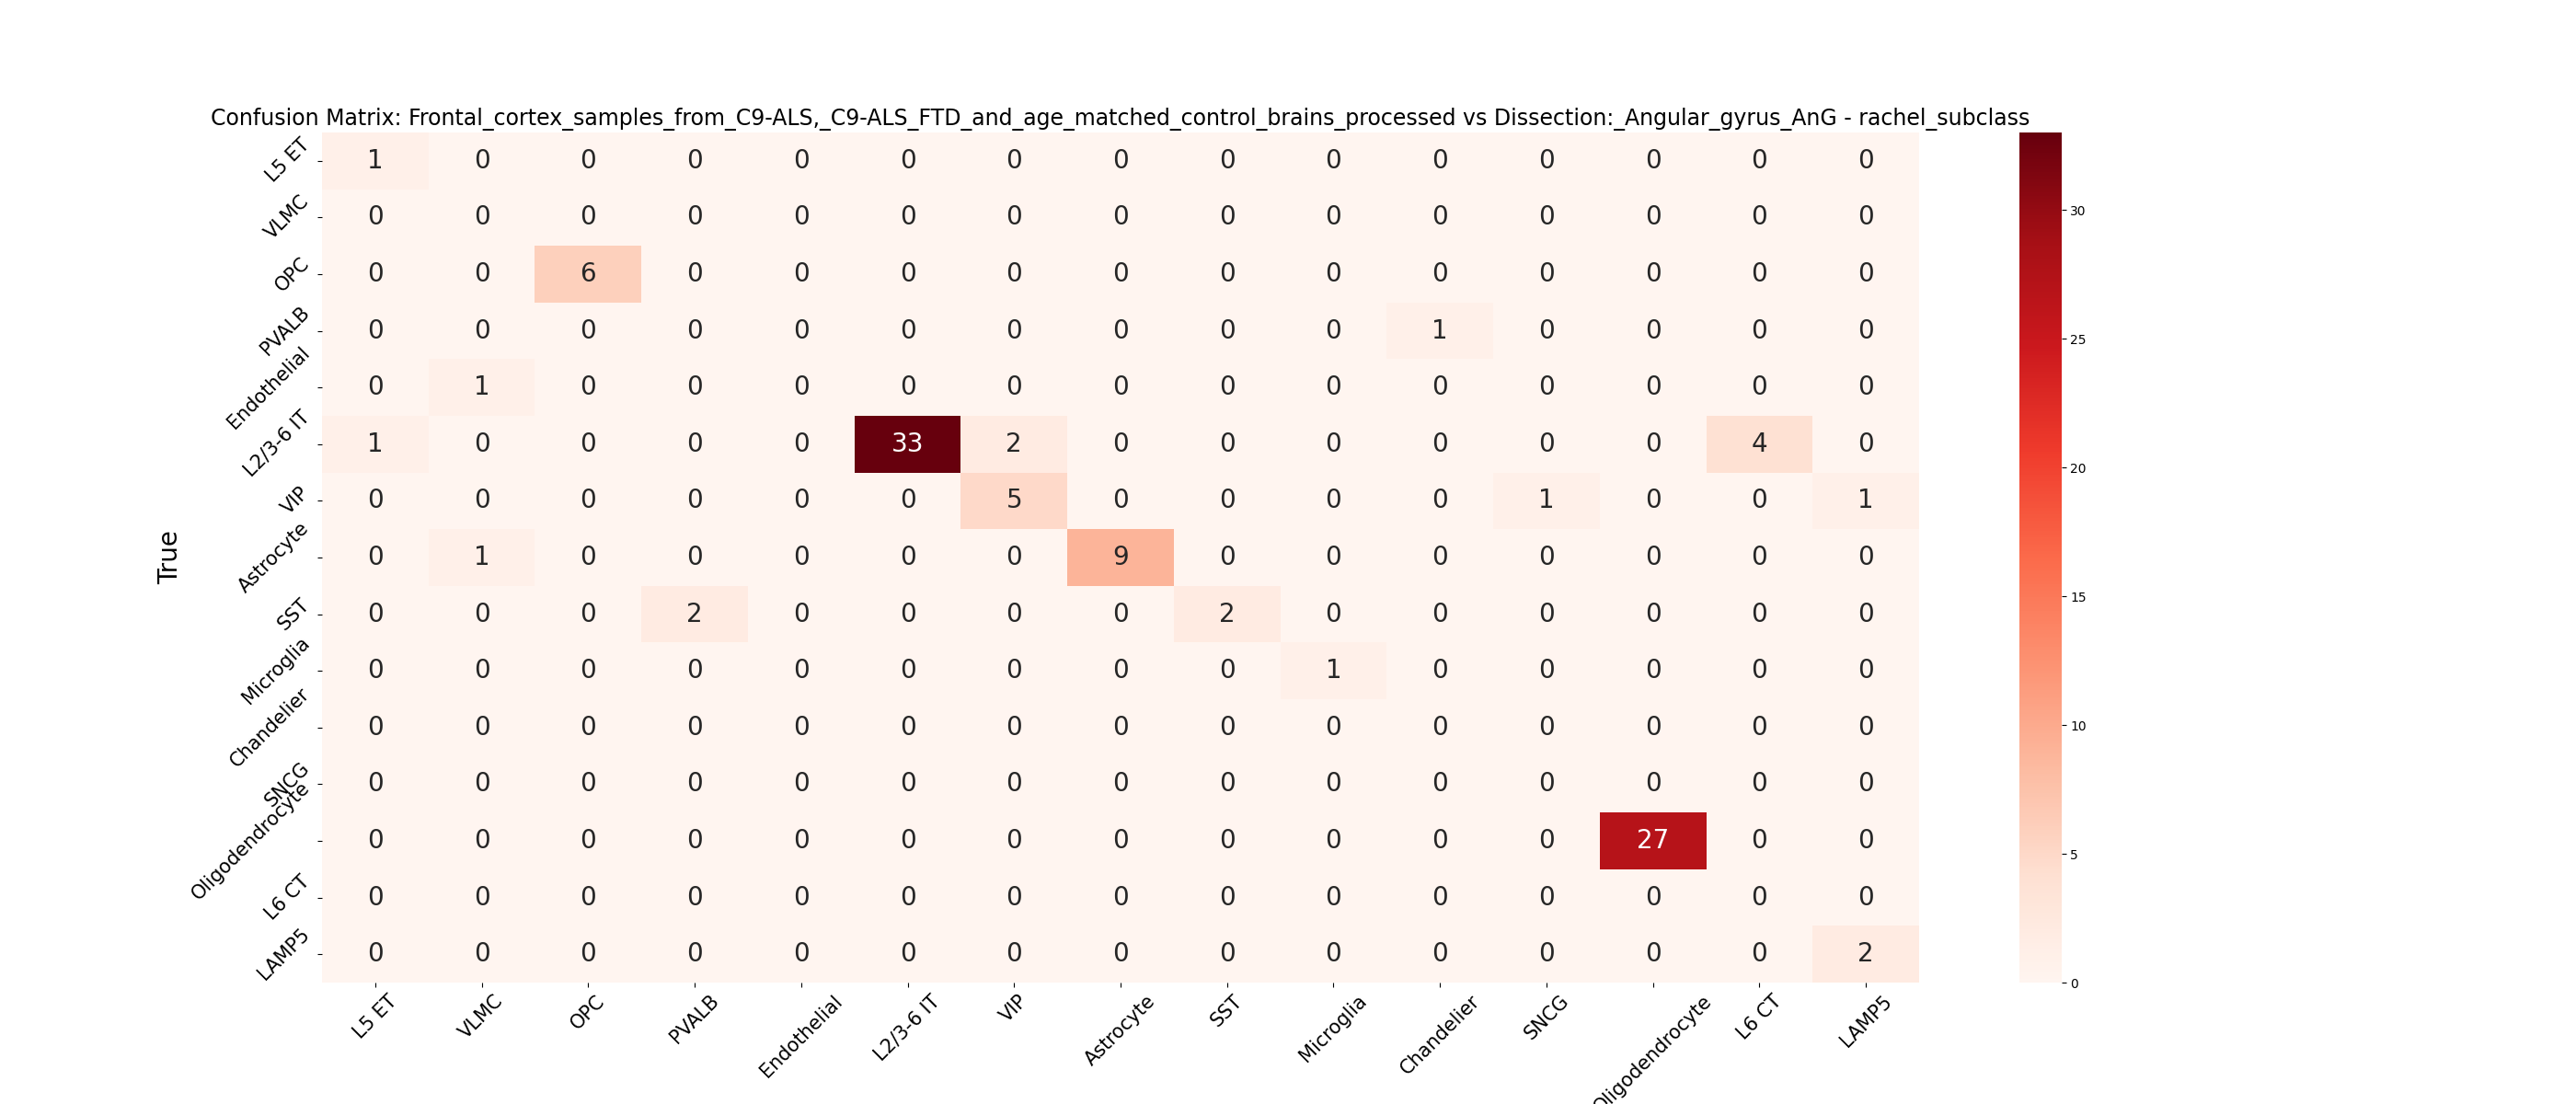 Confusion Matrix: Frontal_cortex_samples_from_C9-ALS,_C9-ALS_FTD_and_age_matched_control_brains_processed vs Dissection:_Angular_gyrus_AnG - rachel_subclass
True
L5 ET 1 0 0 0 0 0 0 0 0 0 0 0 0 0 0
VLMC 0 0 0 0 0 0 0 0 0 0 0 0 0 0 0
OPC 0 0 6 0 0 0 0 0 0 0 0 0 0 0 0
PVALB 0 0 0 0 0 0 0 0 0 0 1 0 0 0 0
Endothelial 0 1 0 0 0 0 0 0 0 0 0 0 0 0 0
L2/3-6 IT 1 0 0 0 0 33 2 0 0 0 0 0 0 4 0
VIP 0 0 0 0 0 0 5 0 0 0 0 1 0 0 1
Astrocyte 0 1 0 0 0 0 0 9 0 0 0 0 0 0 0
SST 0 0 0 2 0 0 0 0 2 0 0 0 0 0 0
Microglia 0 0 0 0 0 0 0 0 0 1 0 0 0 0 0
Chandelier 0 0 0 0 0 0 0 0 0 0 0 0 0 0 0
SNCG 0 0 0 0 0 0 0 0 0 0 0 0 0 0 0
Oligodendrocyte 0 0 0 0 0 0 0 0 0 0 0 0 27 0 0
L6 CT 0 0 0 0 0 0 0 0 0 0 0 0 0 0 0
LAMP5 0 0 0 0 0 0 0 0 0 0 0 0 0 0 2
L5 ET VLMC OPC PVALB Endothelial L2/3-6 IT VIP Astrocyte SST Microglia Chandelier SNCG Oligodendrocyte L6 CT LAMP5
30
25
20
15
10
5
0